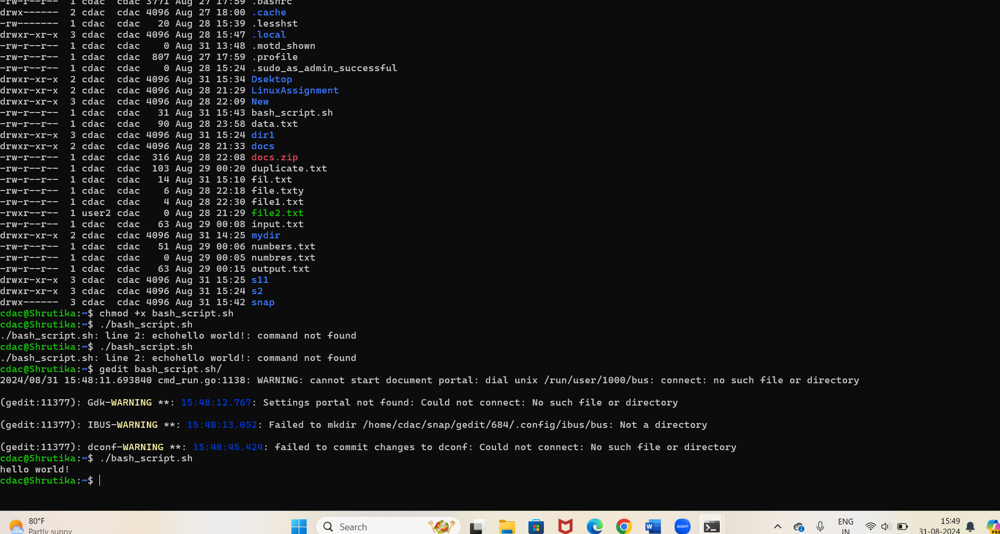 -rw-r--r--  1 cdac  cdac 3771 Aug 27 17:59 .bashrc
drwx------  2 cdac  cdac 4096 Aug 27 18:00 .cache
-rw-------  1 cdac  cdac   20 Aug 28 15:39 .lesshst
drwxr-xr-x  3 cdac  cdac 4096 Aug 28 15:47 .local
-rw-r--r--  1 cdac  cdac    0 Aug 31 13:48 .motd_shown
-rw-r--r--  1 cdac  cdac  807 Aug 27 17:59 .profile
-rw-r--r--  1 cdac  cdac    0 Aug 28 15:24 .sudo_as_admin_successful
drwxr-xr-x  2 cdac  cdac 4096 Aug 31 15:34 Dsektop
drwxr-xr-x  2 cdac  cdac 4096 Aug 28 21:29 LinuxAssignment
drwxr-xr-x  3 cdac  cdac 4096 Aug 28 22:09 New
-rw-r--r--  1 cdac  cdac   31 Aug 31 15:43 bash_script.sh
-rw-r--r--  1 cdac  cdac   90 Aug 28 23:58 data.txt
drwxr-xr-x  3 cdac  cdac 4096 Aug 31 15:24 dir1
drwxr-xr-x  2 cdac  cdac 4096 Aug 28 21:33 docs
-rw-r--r--  1 cdac  cdac  316 Aug 28 22:08 docs.zip
-rw-r--r--  1 cdac  cdac  103 Aug 29 00:20 duplicate.txt
-rw-r--r--  1 cdac  cdac   14 Aug 31 15:10 fil.txt
-rw-r--r--  1 cdac  cdac    6 Aug 28 22:18 file.txty
-rw-r--r--  1 cdac  cdac    4 Aug 28 22:30 file1.txt
-rwxr--r--  1 user2 cdac    0 Aug 28 21:29 file2.txt
-rw-r--r--  1 cdac  cdac   63 Aug 29 00:08 input.txt
drwxr-xr-x  2 cdac  cdac 4096 Aug 31 14:25 mydir
-rw-r--r--  1 cdac  cdac   51 Aug 29 00:06 numbers.txt
-rw-r--r--  1 cdac  cdac    0 Aug 29 00:05 numbres.txt
-rw-r--r--  1 cdac  cdac   63 Aug 29 00:15 output.txt
drwxr-xr-x  3 cdac  cdac 4096 Aug 31 15:25 s11
drwxr-xr-x  3 cdac  cdac 4096 Aug 31 15:24 s2
drwx------  3 cdac  cdac 4096 Aug 31 15:42 snap
cdac@Shrutika:~$ chmod +x bash_script.sh
cdac@Shrutika:~$ ./bash_script.sh
./bash_script.sh: line 2: echohello world!: command not found
cdac@Shrutika:~$ ./bash_script.sh
./bash_script.sh: line 2: echohello world!: command not found
cdac@Shrutika:~$ gedit bash_script.sh/
2024/08/31 15:48:11.693840 cmd_run.go:1138: WARNING: cannot start document portal: dial unix /run/user/1000/bus: connect: no such file or directory
(gedit:11377): Gdk-WARNING **: 15:48:12.767: Settings portal not found: Could not connect: No such file or directory
(gedit:11377): IBUS-WARNING **: 15:48:13.052: Failed to mkdir /home/cdac/snap/gedit/684/.config/ibus/bus: Not a directory
(gedit:11377): dconf-WARNING **: 15:48:45.424: failed to commit changes to dconf: Could not connect: No such file or directory
cdac@Shrutika:~$ ./bash_script.sh
hello world!
cdac@Shrutika:~$
80°F
Partly sunny
Search
W
zoom
ENG
IN
15:49
31-08-2024
PRE